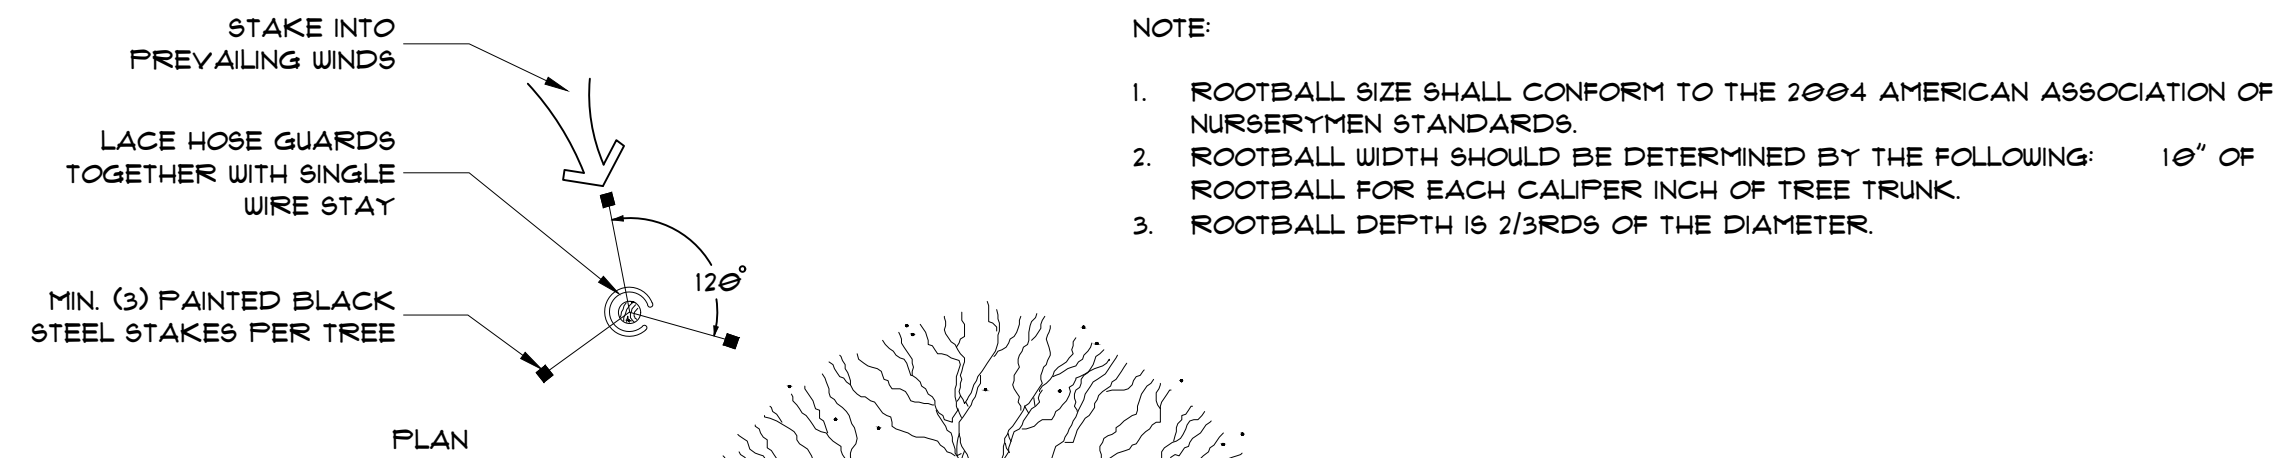 STAKE INTO
PREVAILING WINDS
LACE HOSE GUARDS
TOGETHER WITH SINGLE
WIRE STAY
120°
MIN. (3) PAINTED BLACK
STEEL STAKES PER TREE
PLAN
NOTE:
1. ROOTBALL SIZE SHALL CONFORM TO THE 2004 AMERICAN ASSOCIATION OF
NURSERYMEN STANDARDS.
2. ROOTBALL WIDTH SHOULD BE DETERMINED BY THE FOLLOWING: 10" OF
ROOTBALL FOR EACH CALIPER INCH OF TREE TRUNK.
3. ROOTBALL DEPTH IS 2/3RDS OF THE DIAMETER.